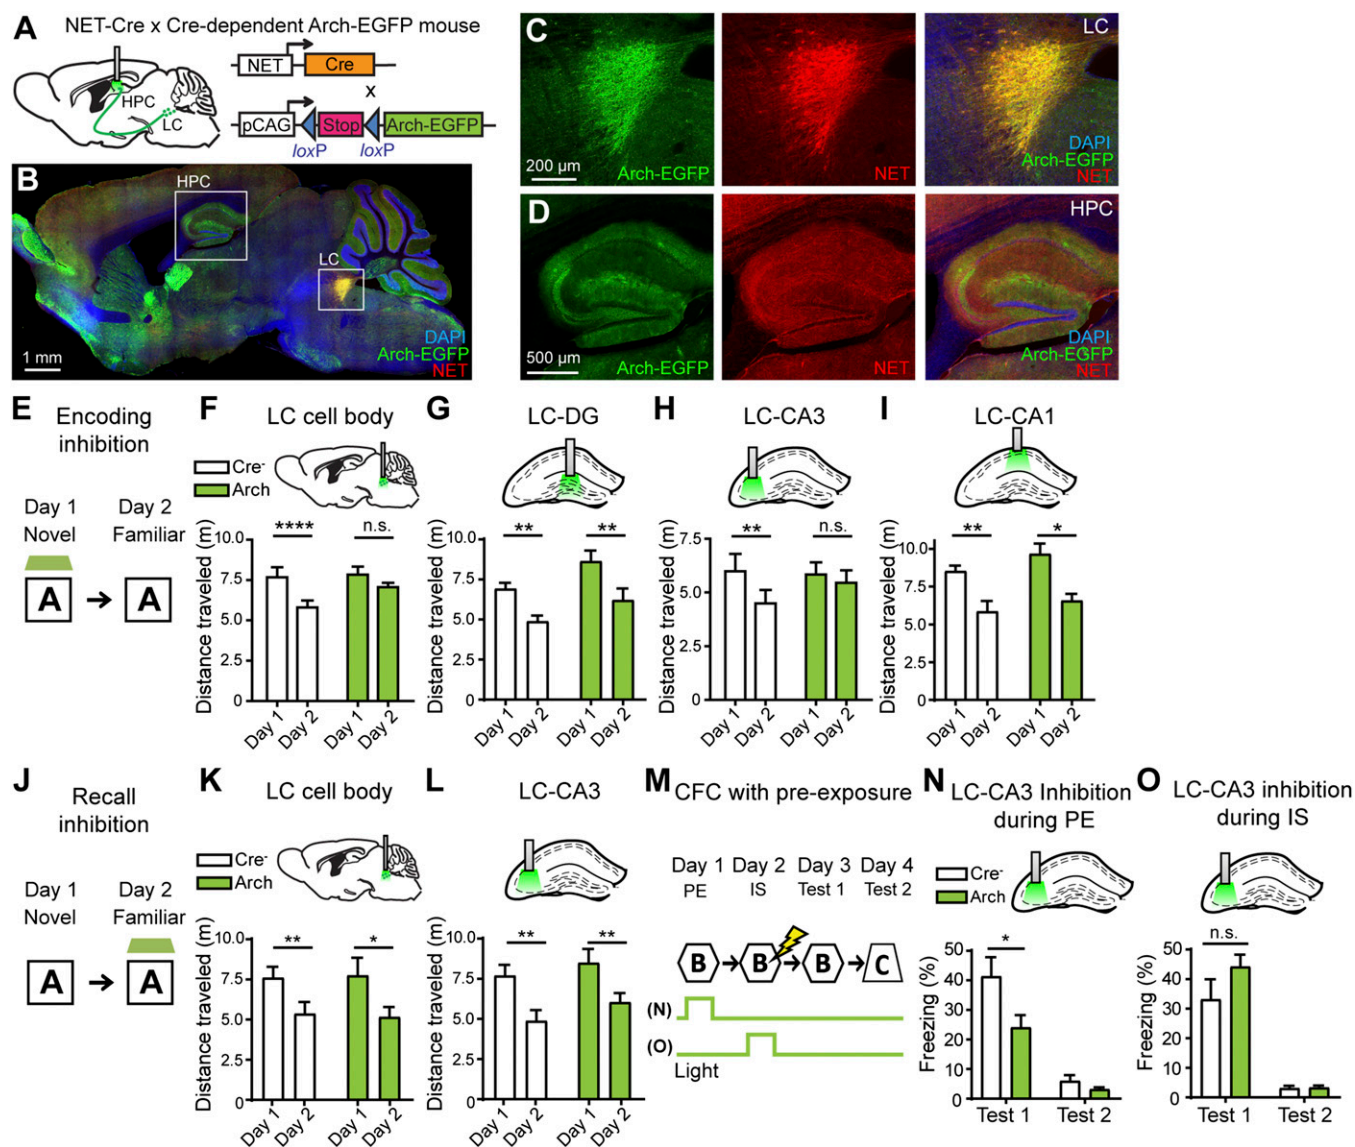 A NET-Cre x Cre-dependent Arch-EGFP mouse
HPC
LC
NET Cre
x
pCAG Stop Arch-EGFP
loxP loxP
B
HPC
LC
DAPI
Arch-EGFP
NET
1 mm
C
LC
200 µm
Arch-EGFP
NET
DAPI
Arch-EGFP
NET
D
HPC
500 µm
Arch-EGFP
NET
DAPI
Arch-EGFP
NET
E Encoding
inhibition
Day 1 Day 2
Novel Familiar
A A
F LC cell body
Cre-
Arch
**** n.s.
Distance traveled (m)
10.0
7.5
5.0
2.5
0
Day 1 Day 2 Day 1 Day 2
G LC-DG
** **
Distance traveled (m)
10.0
7.5
5.0
2.5
0
Day 1 Day 2 Day 1 Day 2
H LC-CA3
** n.s.
Distance traveled (m)
7.5
5.0
2.5
0
Day 1 Day 2 Day 1 Day 2
I LC-CA1
** *
Distance traveled (m)
10.0
7.5
5.0
2.5
0
Day 1 Day 2 Day 1 Day 2
J Recall
inhibition
Day 1 Day 2
Novel Familiar
A A
K LC cell body
Cre-
Arch
** *
Distance traveled (m)
10.0
7.5
5.0
2.5
0
Day 1 Day 2 Day 1 Day 2
L LC-CA3
** **
Distance traveled (m)
10.0
7.5
5.0
2.5
0
Day 1 Day 2 Day 1 Day 2
M CFC with pre-exposure
Day 1 Day 2 Day 3 Day 4
PE IS Test 1 Test 2
B B B C
(N)
(O)
Light
N LC-CA3 Inhibition
during PE
Cre-
Arch
*
Freezing (%)
50
40
30
20
10
0
Test 1 Test 2
O LC-CA3 inhibition
during IS
n.s.
Freezing (%)
50
40
30
20
10
0
Test 1 Test 2